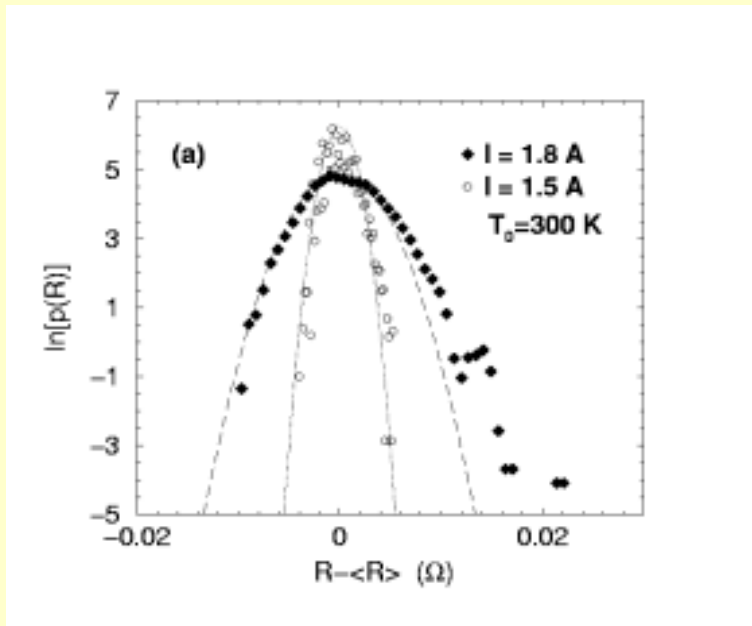 7
(a)
I = 1.8 A
I = 1.5 A
T₀=300 K
5
3
1
−1
−3
−5
ln[p(R)]
−0.02
0
0.02
R−<R> (Ω)